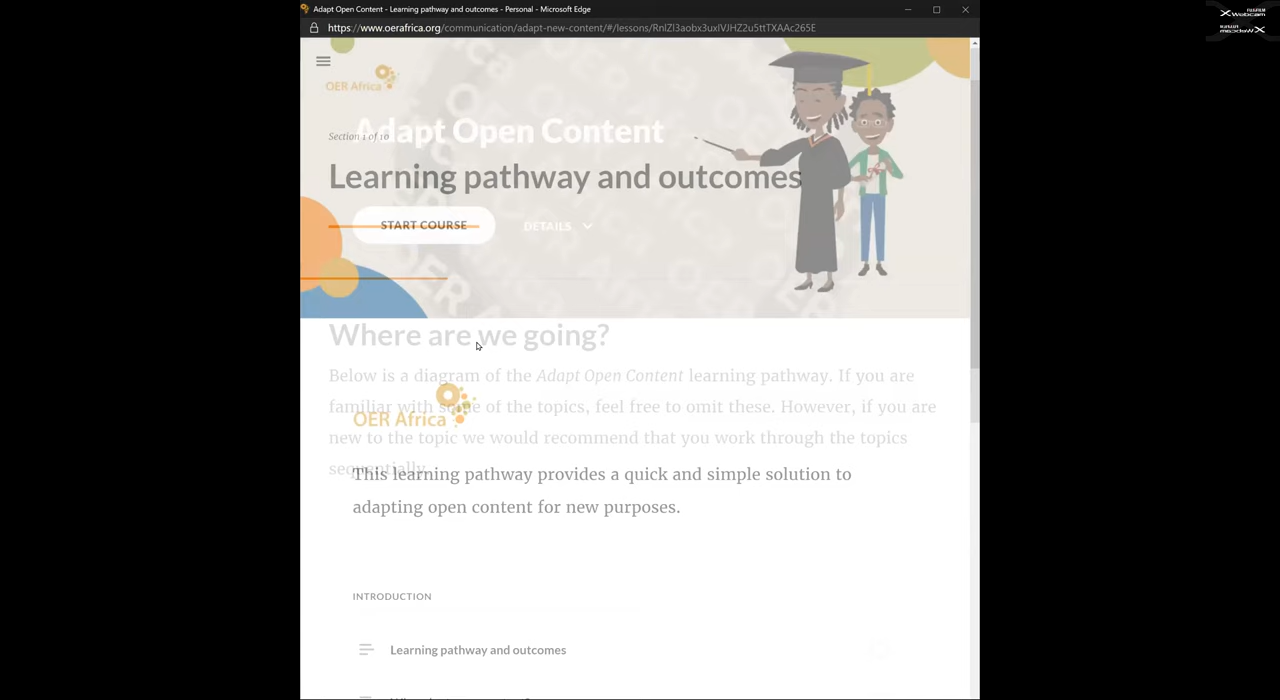 Adapt Open Content - Learning pathway and outcomes - Personal - Microsoft Edge
https://www.oerafrica.org/communication/adapt-new-content/#/lessons/RnlZl3aobx3uxlVJHZ2u5ttTXAAc265E
OER Africa
Section 1 of 10
Adapt Open Content
Learning pathway and outcomes
START COURSE
DETAILS
Where are we going?
Below is a diagram of the Adapt Open Content learning pathway. If you are
familiar with some of the topics, feel free to omit these. However, if you are
new to the topic we would recommend that you work through the topics
sequentially.
OER Africa
This learning pathway provides a quick and simple solution to
adapting open content for new purposes.
INTRODUCTION
Learning pathway and outcomes
FUJIFILM
X Webcam